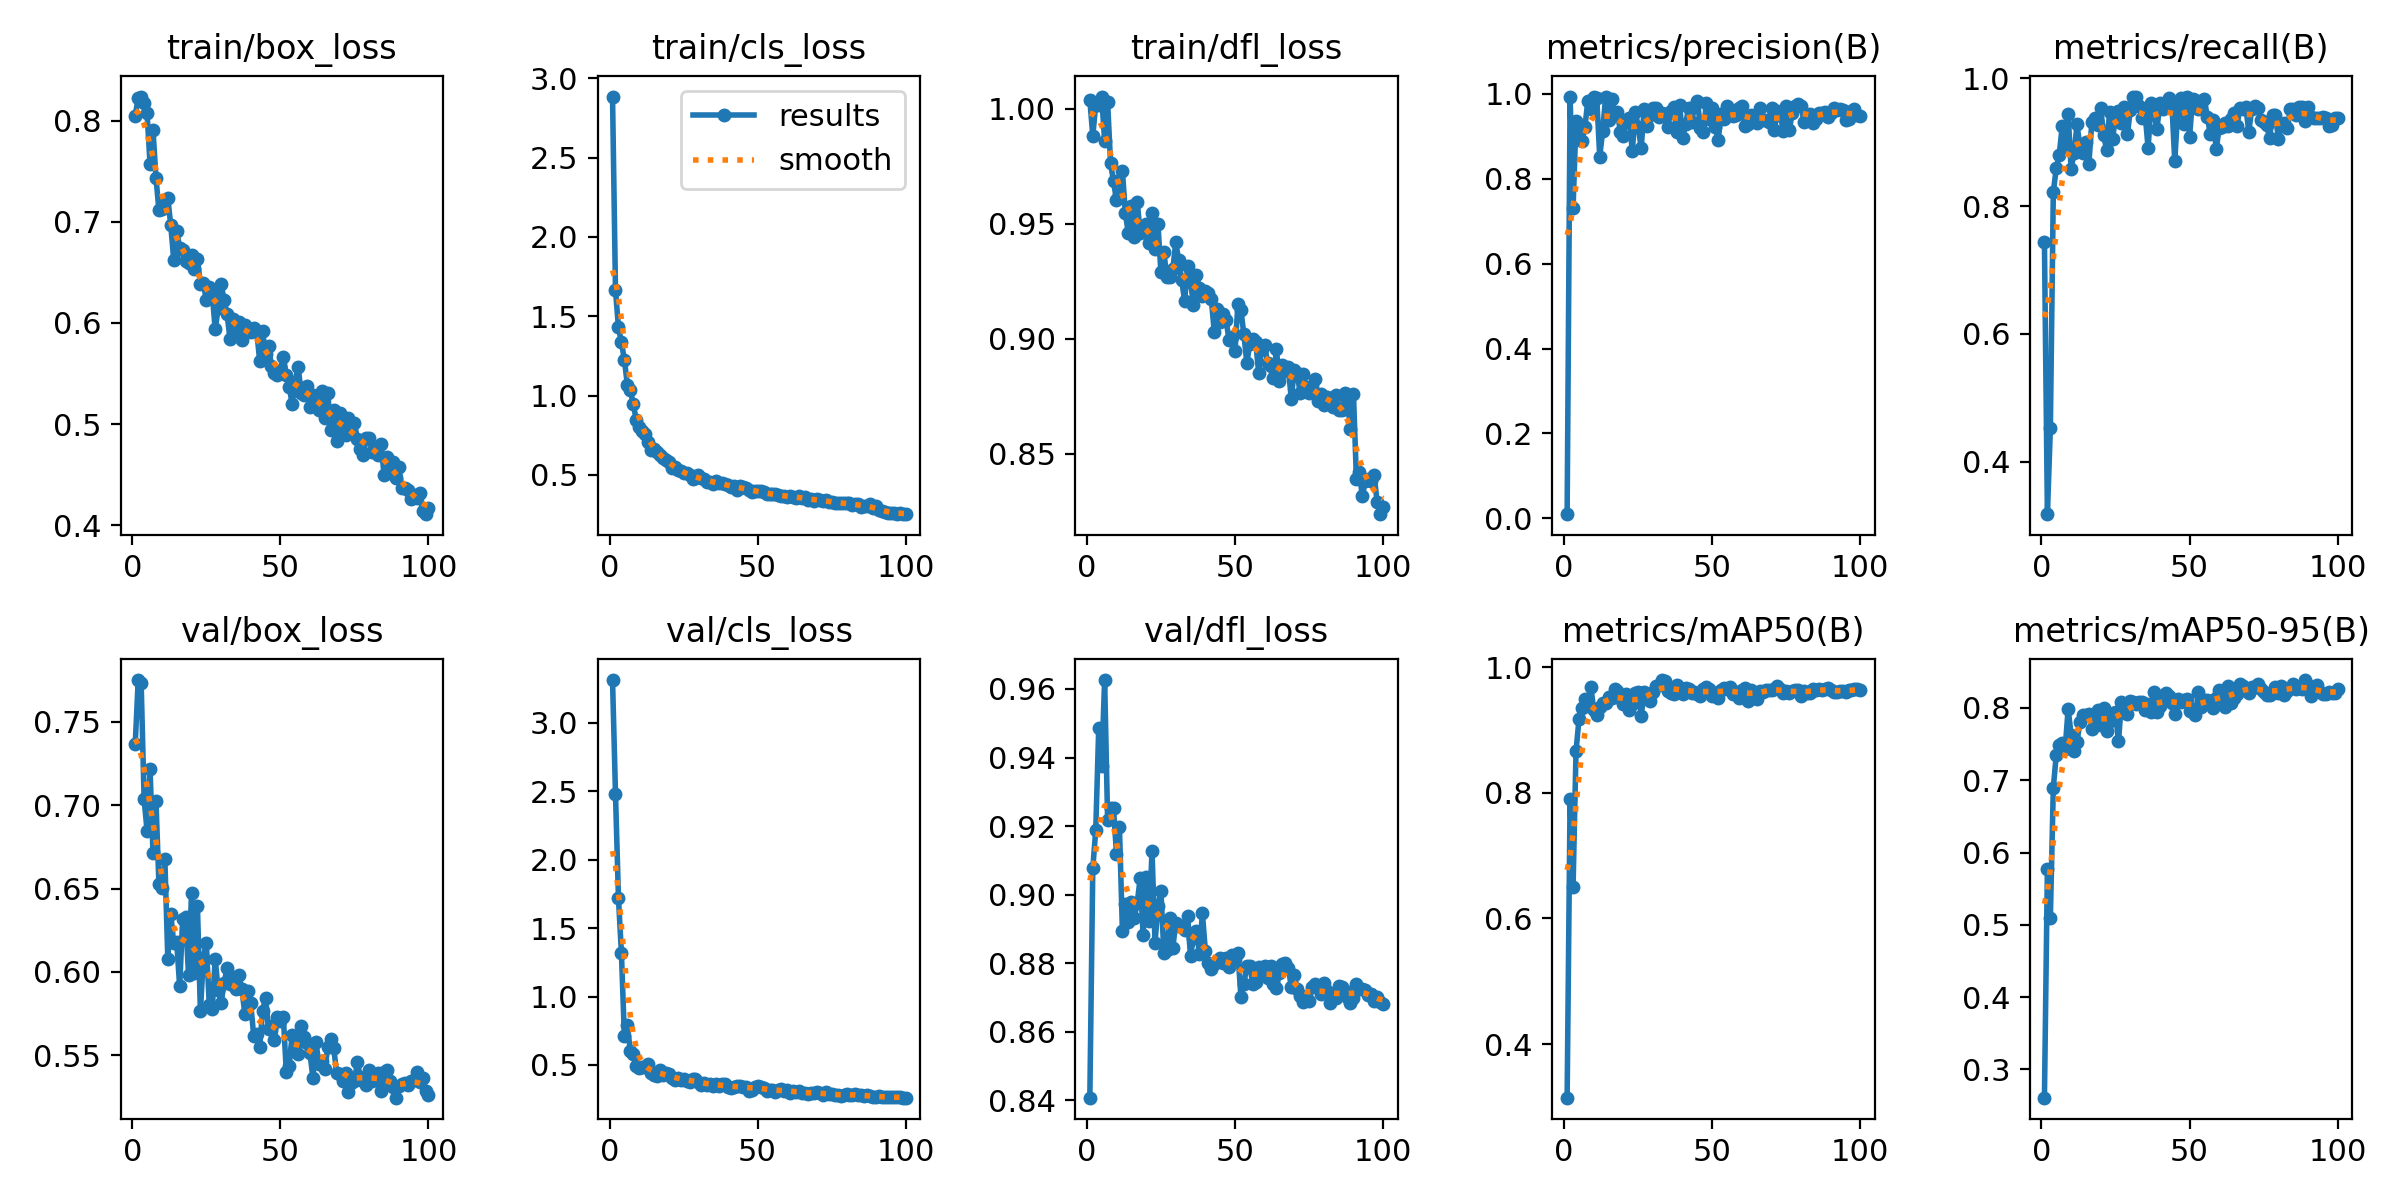 train/box_loss
0.8
0.7
0.6
0.5
0.4
0 50 100
train/cls_loss
3.0
2.5
2.0
1.5
1.0
0.5
results
smooth
0 50 100
train/dfl_loss
1.00
0.95
0.90
0.85
0 50 100
metrics/precision(B)
1.0
0.8
0.6
0.4
0.2
0.0
0 50 100
metrics/recall(B)
1.0
0.8
0.6
0.4
0 50 100
val/box_loss
0.75
0.70
0.65
0.60
0.55
0 50 100
val/cls_loss
3.0
2.5
2.0
1.5
1.0
0.5
0 50 100
val/dfl_loss
0.96
0.94
0.92
0.90
0.88
0.86
0.84
0 50 100
metrics/mAP50(B)
1.0
0.8
0.6
0.4
0 50 100
metrics/mAP50-95(B)
0.8
0.7
0.6
0.5
0.4
0.3
0 50 100